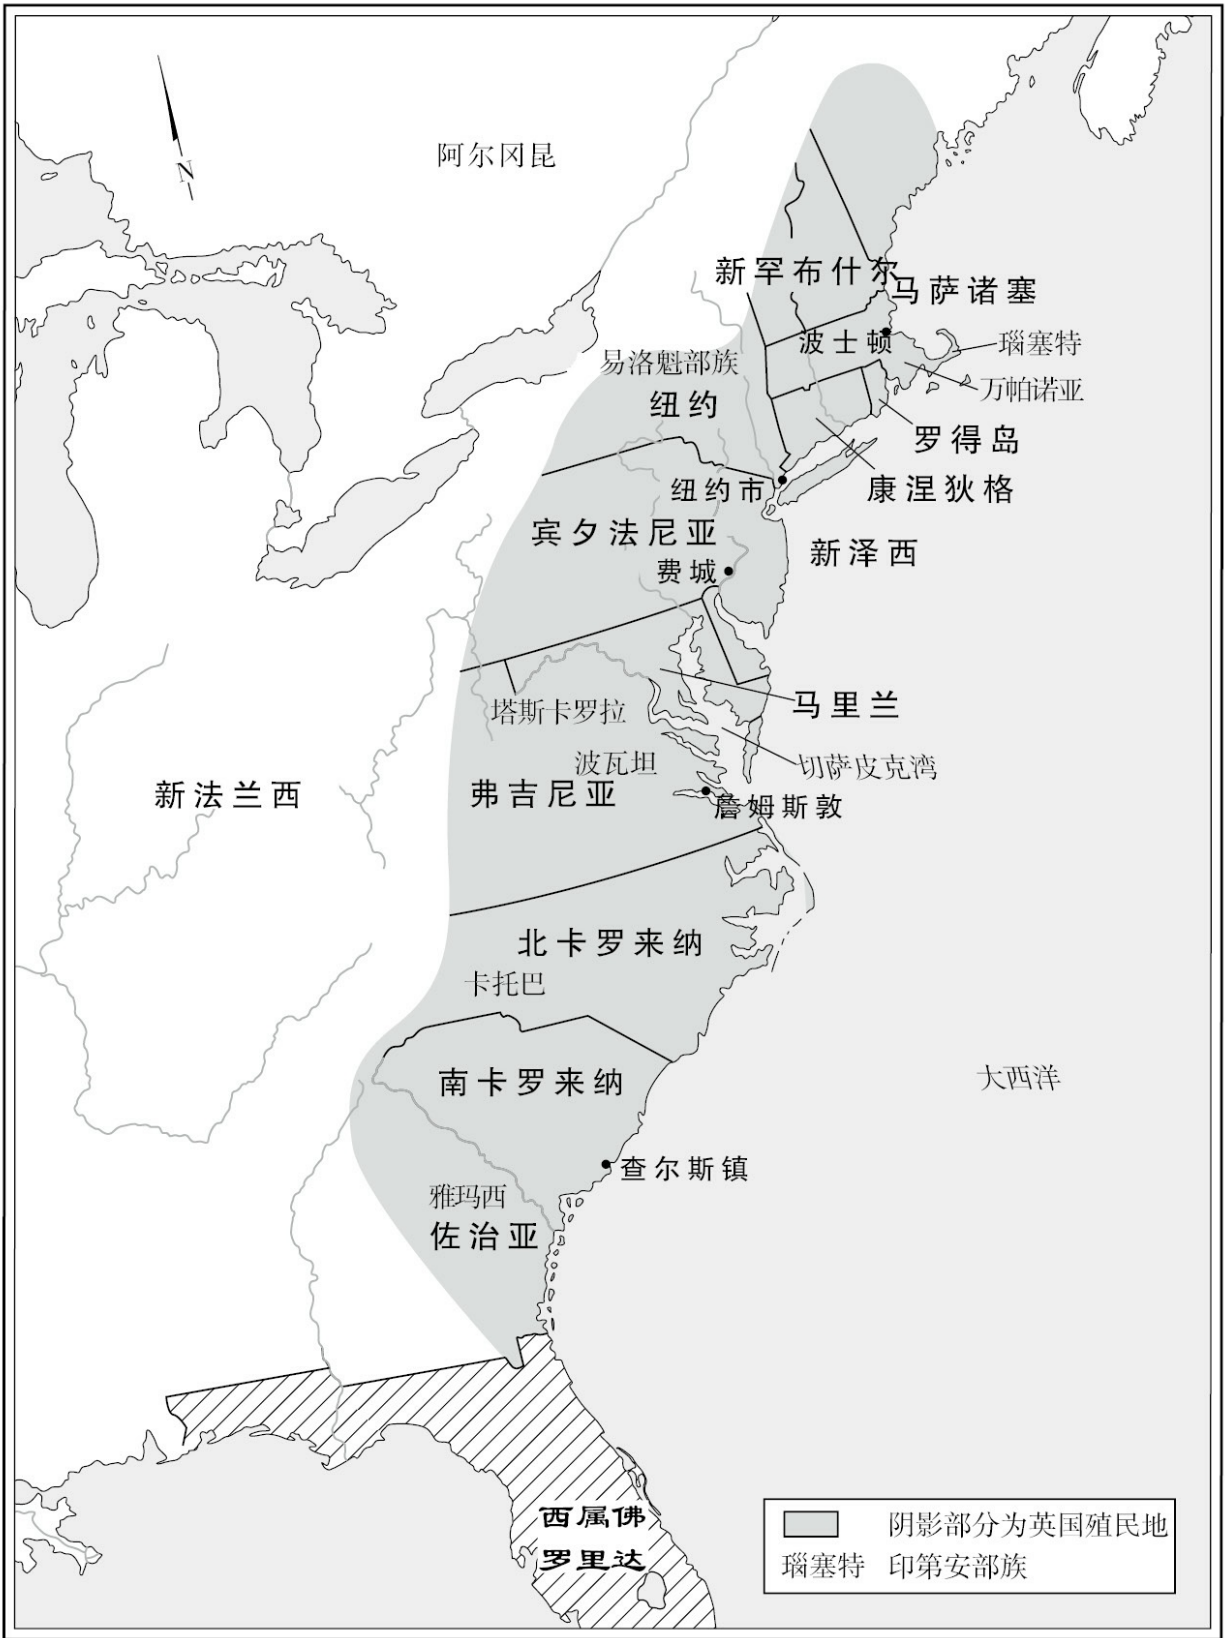 N
阿尔冈昆
新罕布什尔
马萨诸塞
波士顿
瑙塞特
易洛魁部族
万帕诺亚
纽约
罗得岛
纽约市
康涅狄格
宾夕法尼亚
新泽西
费城
马里兰
塔斯卡罗拉
波瓦坦
切萨皮克湾
新法兰西
弗吉尼亚
詹姆斯敦
北卡罗来纳
卡托巴
南卡罗来纳
大西洋
查尔斯镇
雅玛西
佐治亚
西属佛
罗里达
阴影部分为英国殖民地
瑙塞特 印第安部族